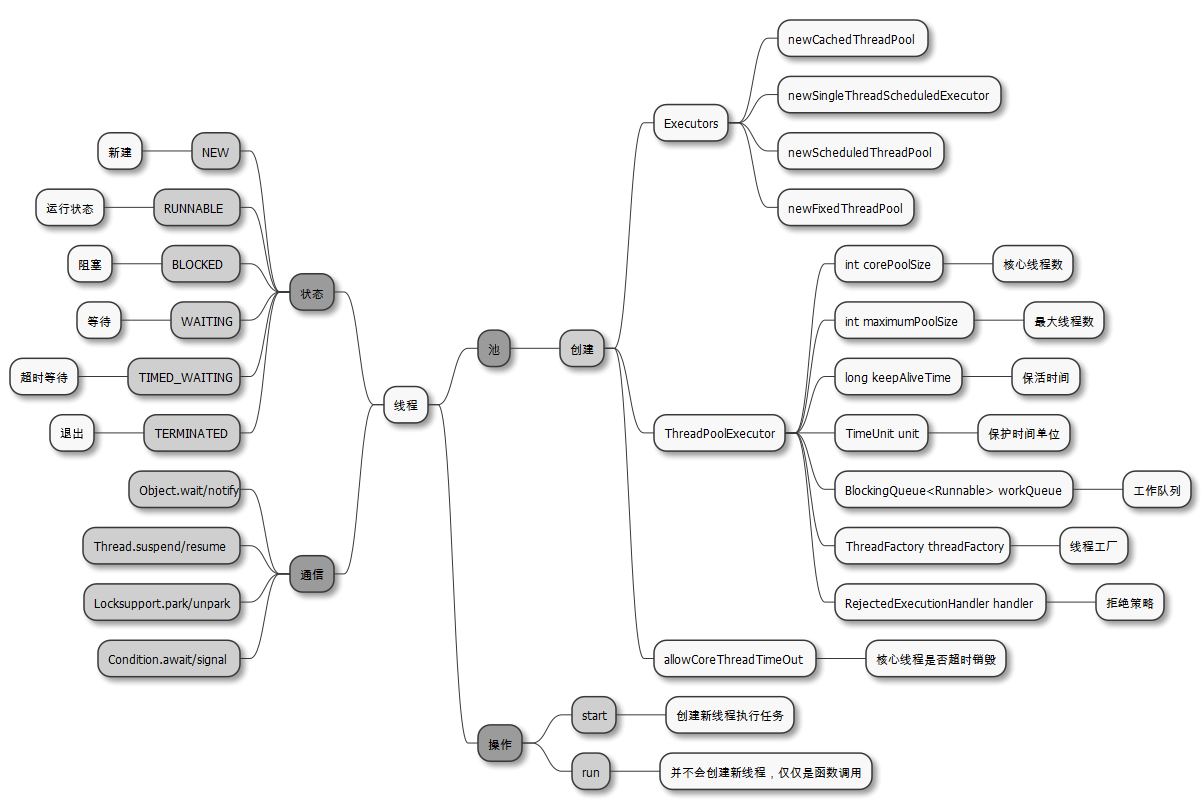 线程
状态
NEW
新建
RUNNABLE
运行状态
BLOCKED
阻塞
WAITING
等待
TIMED_WAITING
超时等待
TERMINATED
退出
通信
Object.wait/notify
Thread.suspend/resume
Locksupport.park/unpark
Condition.await/signal
池
创建
Executors
newCachedThreadPool
newSingleThreadScheduledExecutor
newScheduledThreadPool
newFixedThreadPool
ThreadPoolExecutor
int corePoolSize
核心线程数
int maximumPoolSize
最大线程数
long keepAliveTime
保活时间
TimeUnit unit
保护时间单位
BlockingQueue<Runnable> workQueue
工作队列
ThreadFactory threadFactory
线程工厂
RejectedExecutionHandler handler
拒绝策略
allowCoreThreadTimeOut
核心线程是否超时销毁
操作
start
创建新线程执行任务
run
并不会创建新线程，仅仅是函数调用